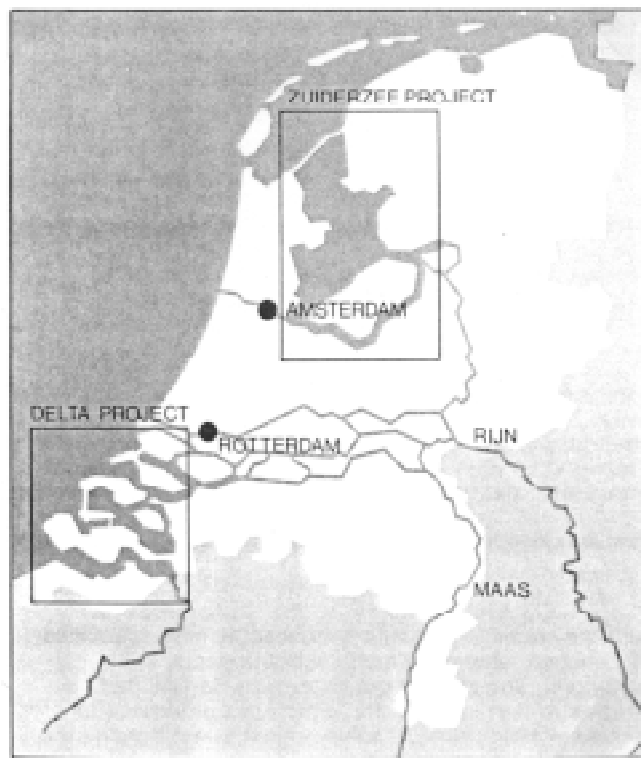 ZUIDERZEE PROJECT
AMSTERDAM
DELTA PROJECT
ROTTERDAM
RIJN
MAAS